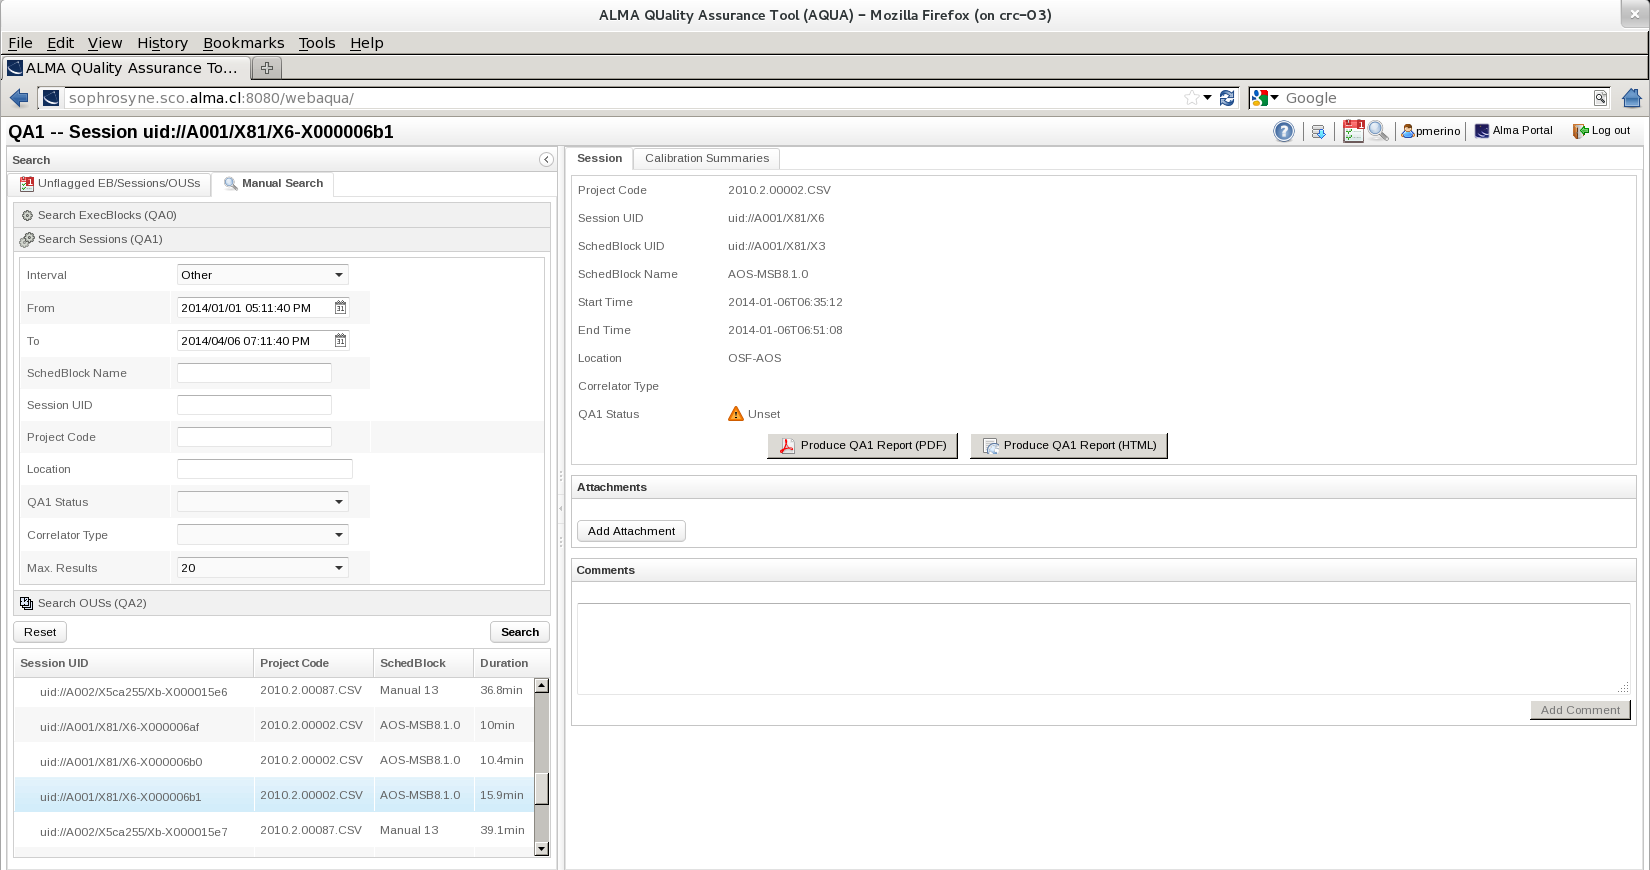 ALMA QUality Assurance Tool (AQUA) – Mozilla Firefox (on crc-03)
File Edit View History Bookmarks Tools Help
ALMA QUality Assurance To...
sophrosyne.sco.alma.cl:8080/webaqua/
Google
QA1 -- Session uid://A001/X81/X6-X000006b1
pmerino
Alma Portal
Log out
Search
Unflagged EB/Sessions/OUSs
Manual Search
Search ExecBlocks (QA0)
Search Sessions (QA1)
Interval Other
From 2014/01/01 05:11:40 PM
To 2014/04/06 07:11:40 PM
SchedBlock Name
Session UID
Project Code
Location
QA1 Status
Correlator Type
Max. Results 20
Search OUSs (QA2)
Reset Search
Session UID Project Code SchedBlock Duration
uid://A002/X5ca255/Xb-X000015e6 2010.2.00087.CSV Manual 13 36.8min
uid://A001/X81/X6-X000006af 2010.2.00002.CSV AOS-MSB8.1.0 10min
uid://A001/X81/X6-X000006b0 2010.2.00002.CSV AOS-MSB8.1.0 10.4min
uid://A001/X81/X6-X000006b1 2010.2.00002.CSV AOS-MSB8.1.0 15.9min
uid://A002/X5ca255/Xb-X000015e7 2010.2.00087.CSV Manual 13 39.1min
Session Calibration Summaries
Project Code 2010.2.00002.CSV
Session UID uid://A001/X81/X6
SchedBlock UID uid://A001/X81/X3
SchedBlock Name AOS-MSB8.1.0
Start Time 2014-01-06T06:35:12
End Time 2014-01-06T06:51:08
Location OSF-AOS
Correlator Type
QA1 Status Unset
Produce QA1 Report (PDF) Produce QA1 Report (HTML)
Attachments
Add Attachment
Comments
Add Comment